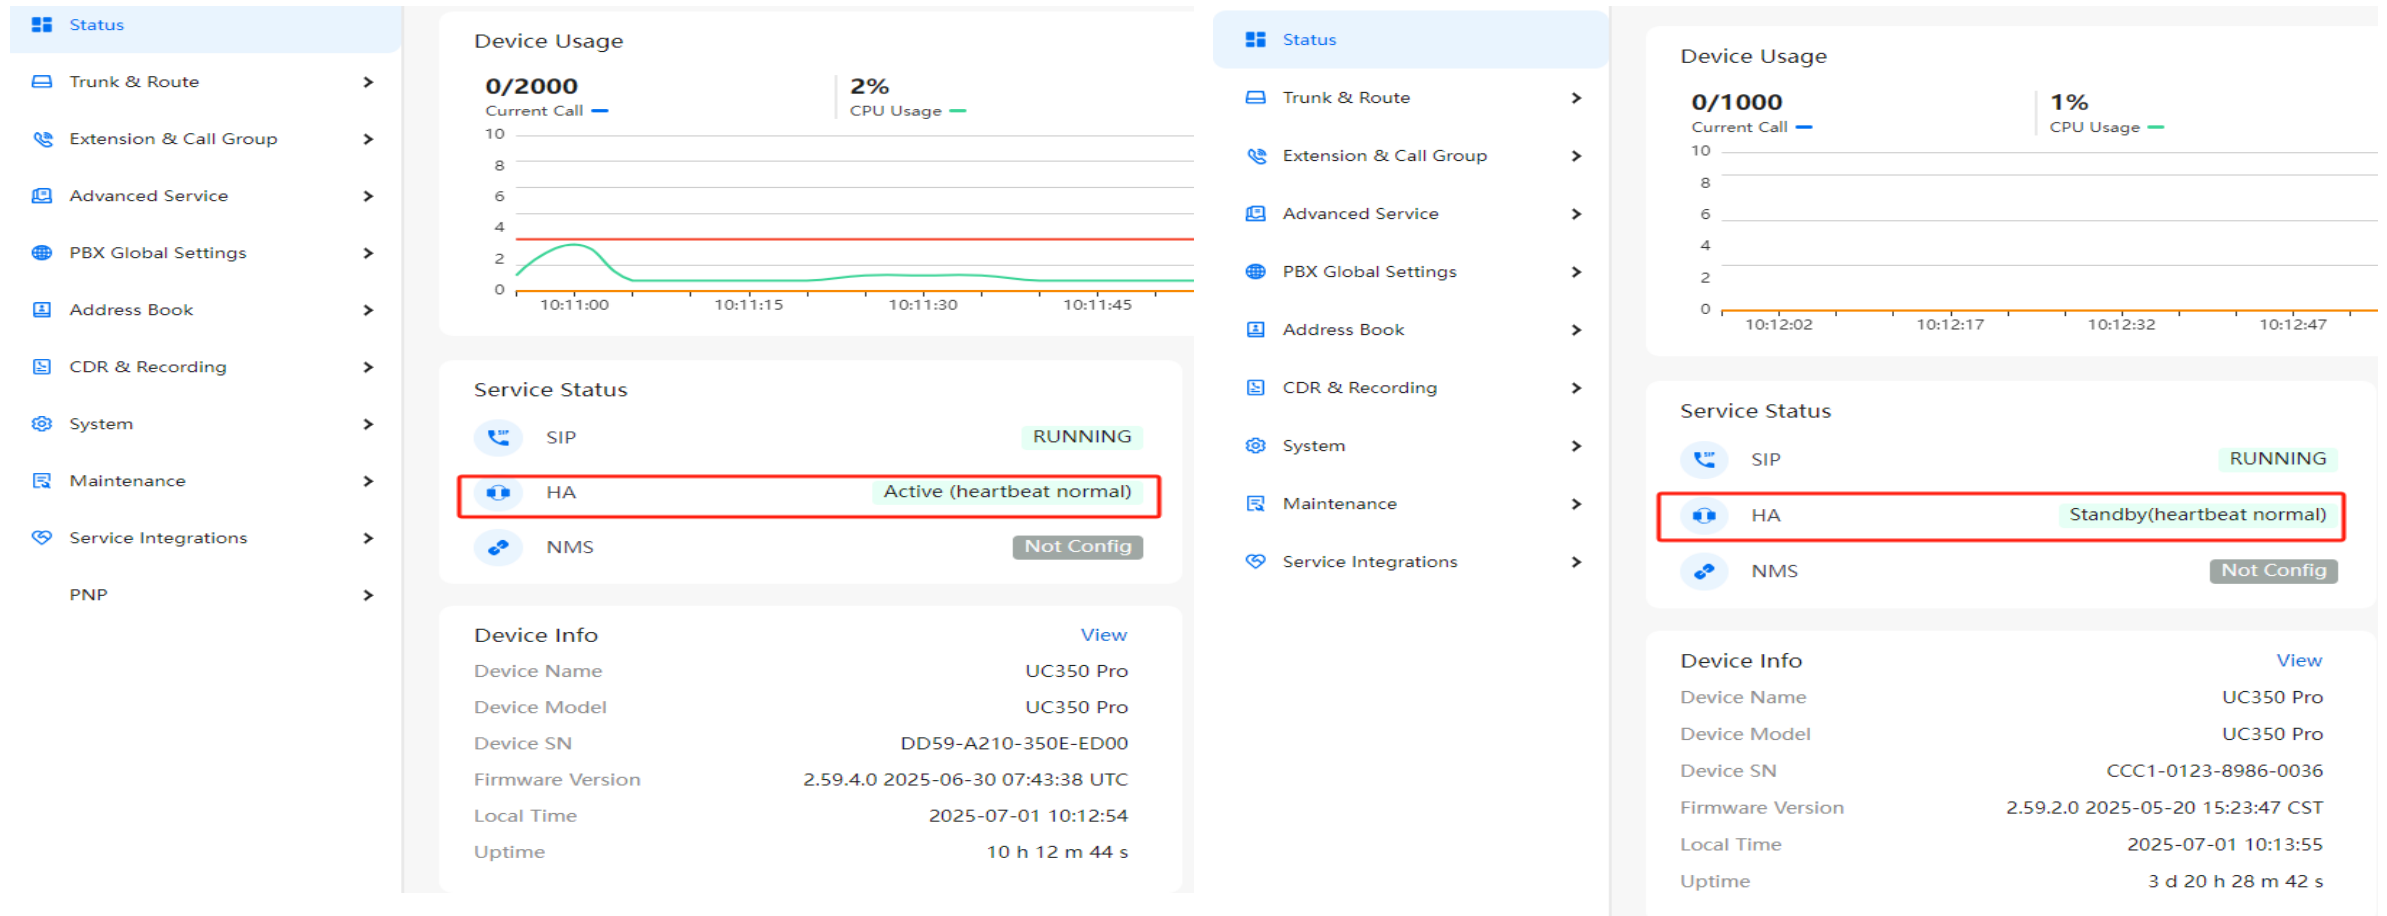 Status
Trunk & Route
Extension & Call Group
Advanced Service
PBX Global Settings
Address Book
CDR & Recording
System
Maintenance
Service Integrations
PNP
Device Usage
0/2000
Current Call
2%
CPU Usage
10
8
6
4
2
0
10:11:00
10:11:15
10:11:30
10:11:45
Service Status
SIP
RUNNING
HA
Active (heartbeat normal)
NMS
Not Config
Device Info
View
Device Name
UC350 Pro
Device Model
UC350 Pro
Device SN
DD59-A210-350E-ED00
Firmware Version
2.59.4.0 2025-06-30 07:43:38 UTC
Local Time
2025-07-01 10:12:54
Uptime
10 h 12 m 44 s
Status
Trunk & Route
Extension & Call Group
Advanced Service
PBX Global Settings
Address Book
CDR & Recording
System
Maintenance
Service Integrations
Device Usage
0/1000
Current Call
1%
CPU Usage
10
8
6
4
2
0
10:12:02
10:12:17
10:12:32
10:12:47
Service Status
SIP
RUNNING
HA
Standby(heartbeat normal)
NMS
Not Config
Device Info
View
Device Name
UC350 Pro
Device Model
UC350 Pro
Device SN
CCC1-0123-8986-0036
Firmware Version
2.59.2.0 2025-05-20 15:23:47 CST
Local Time
2025-07-01 10:13:55
Uptime
3 d 20 h 28 m 42 s